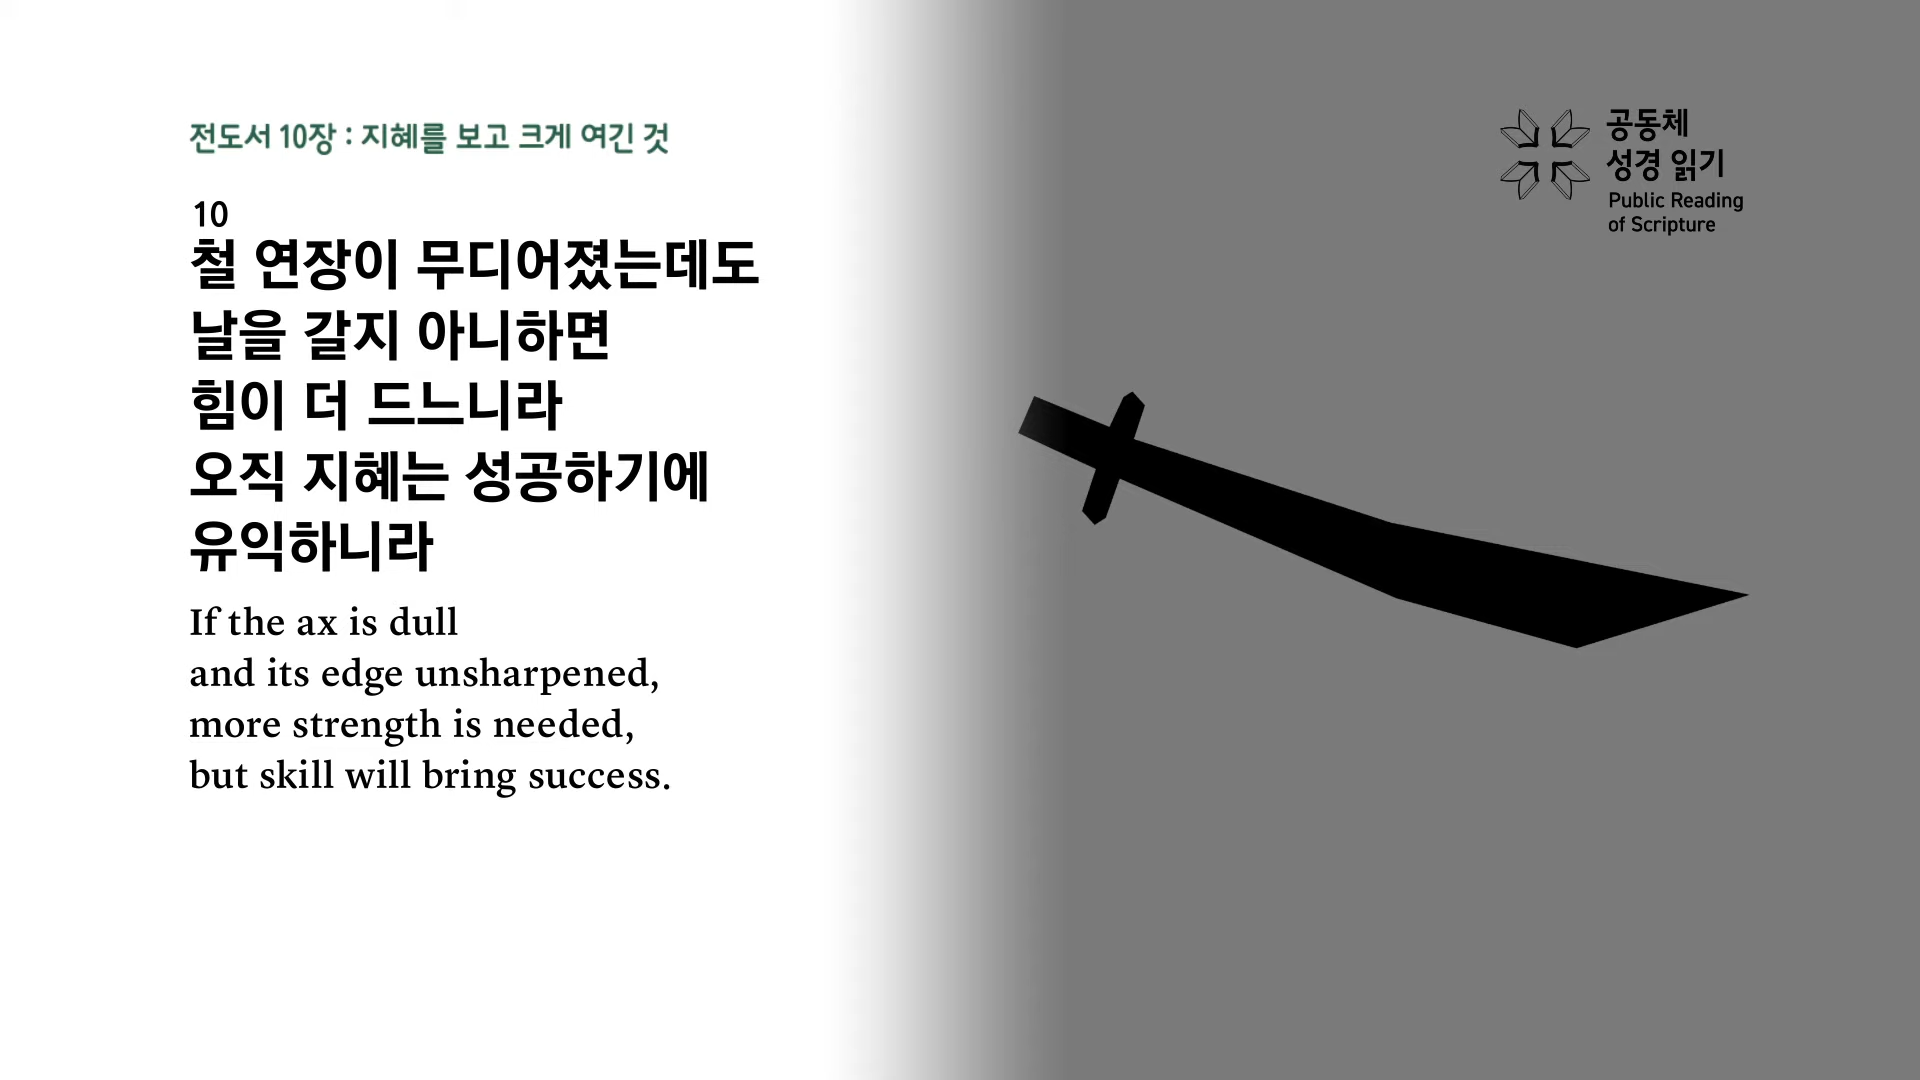 전도서 10장 : 지혜를 보고 크게 여긴 것
10
철 연장이 무디어졌는데도
날을 갈지 아니하면
힘이 더 드느니라
오직 지혜는 성공하기에
유익하니라
If the ax is dull
and its edge unsharpened,
more strength is needed,
but skill will bring success.
공동체
성경 읽기
Public Reading
of Scripture